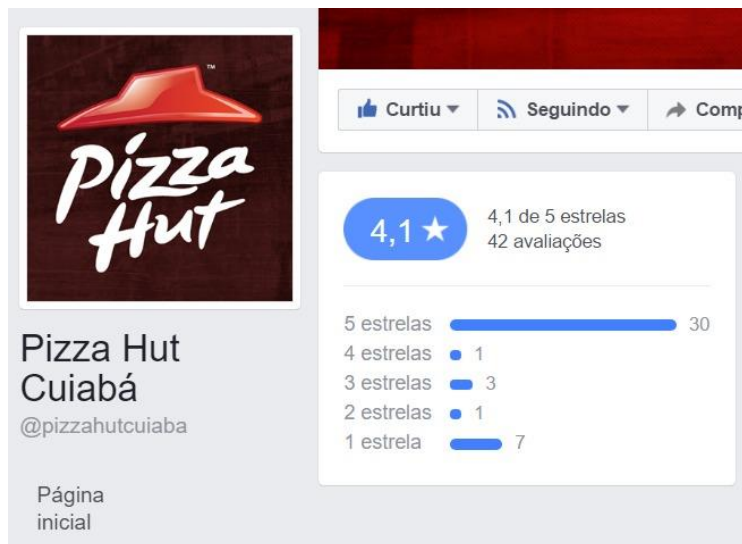 Pizza
Hut
™
Pizza Hut
Cuiabá
@pizzahutcuiaba
Página
inicial
Curtiu
Seguindo
4,1 ★
4,1 de 5 estrelas
42 avaliações
5 estrelas 30
4 estrelas 1
3 estrelas 3
2 estrelas 1
1 estrela 7